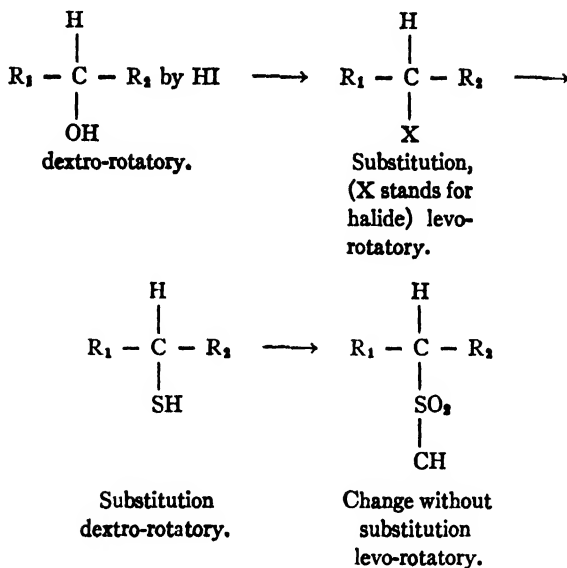 H H
R₁ – C – R₂ by HI ⟶ R₁ – C – R₂ ⟶
OH X
dextro-rotatory. Substitution,
(X stands for
halide) levo-
rotatory.
H H
R₁ – C – R₂ ⟶ R₁ – C – R₂
SH SO₂
CH
Substitution Change without
dextro-rotatory. substitution
levo-rotatory.